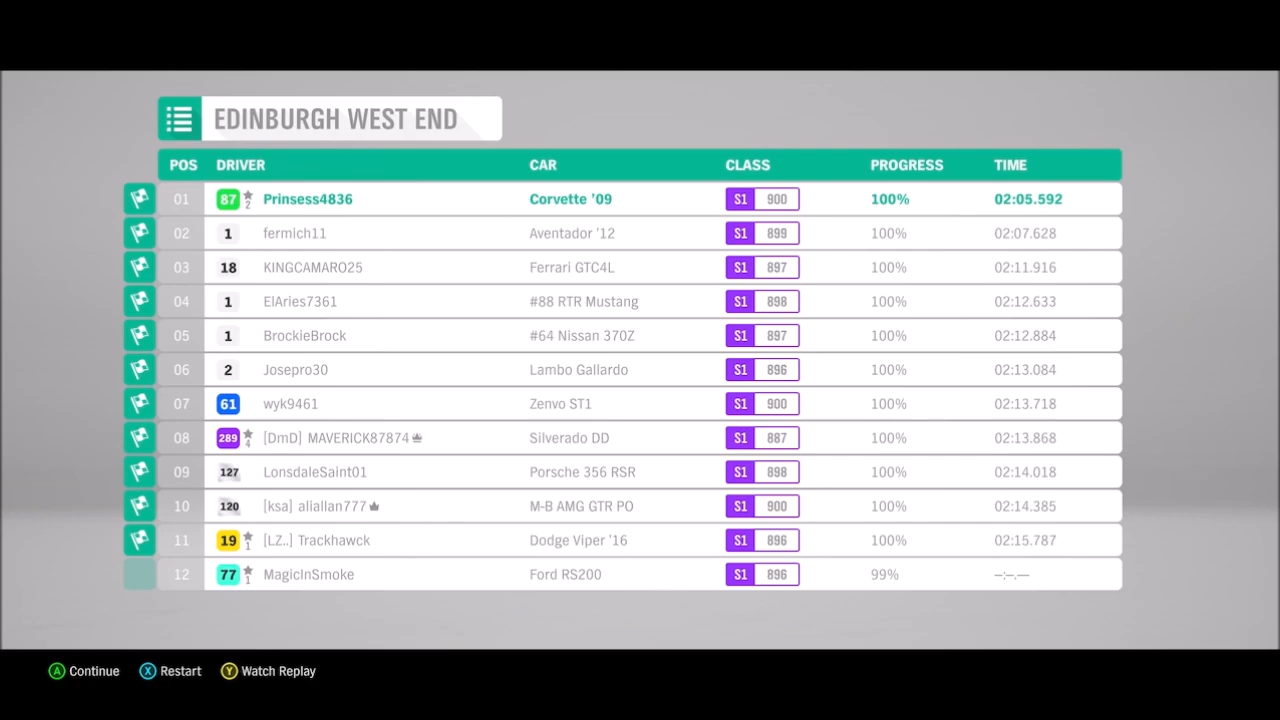 EDINBURGH WEST END
POS DRIVER CAR CLASS PROGRESS TIME
01 87 2 Prinsess4836 Corvette '09 S1 900 100% 02:05.592
02 1 fermich11 Aventador '12 S1 899 100% 02:07.628
03 18 KINGCAMARO25 Ferrari GTC4L S1 897 100% 02:11.916
04 1 ElAries7361 #88 RTR Mustang S1 898 100% 02:12.633
05 1 BrockieBrock #64 Nissan 370Z S1 897 100% 02:12.884
06 2 Josepro30 Lambo Gallardo S1 896 100% 02:13.084
07 61 wyk9461 Zenvo ST1 S1 900 100% 02:13.718
08 289 4 [DmD] MAVERICK87874 Silverado DD S1 887 100% 02:13.868
09 127 LonsdaleSaint01 Porsche 356 RSR S1 898 100% 02:14.018
10 120 [ksa] aliallan777 M-B AMG GTR PO S1 900 100% 02:14.385
11 19 1 [LZ..] Trackhawck Dodge Viper '16 S1 896 100% 02:15.787
12 77 1 MagicInSmoke Ford RS200 S1 896 99% --:--.---
A Continue X Restart Y Watch Replay